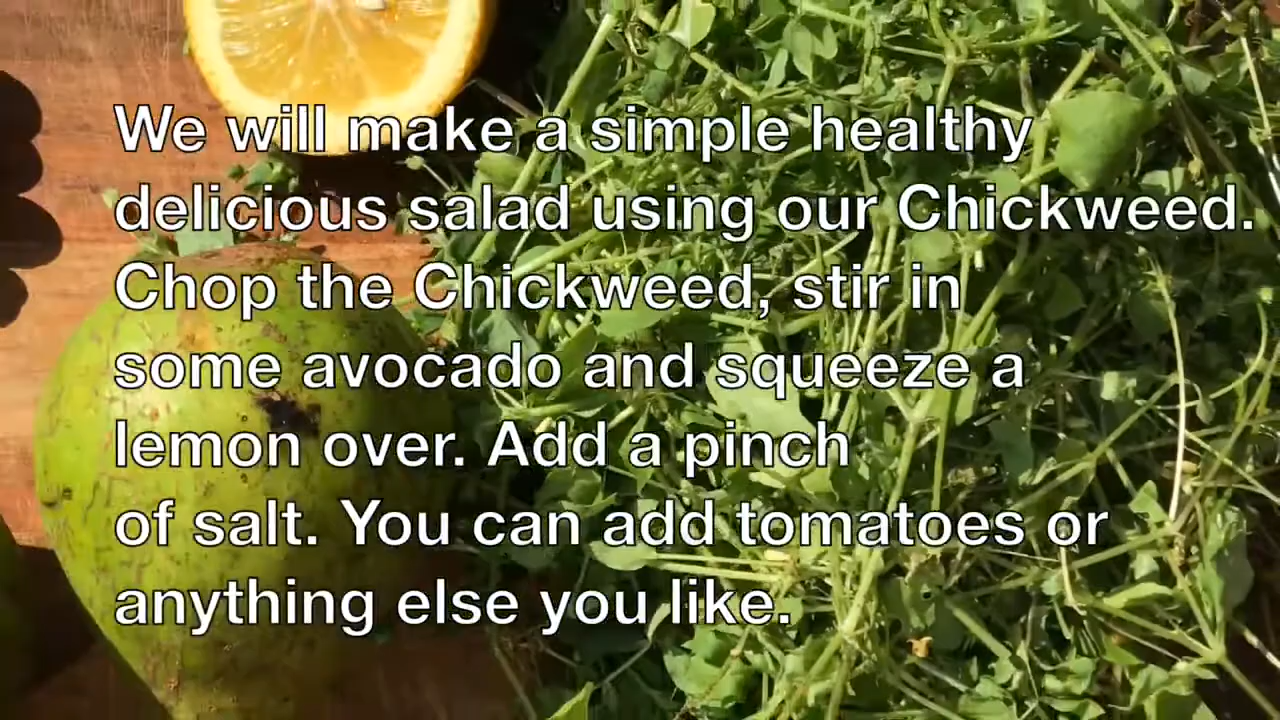 We will make a simple healthy
delicious salad using our Chickweed.
Chop the Chickweed, stir in
some avocado and squeeze a
lemon over. Add a pinch
of salt. You can add tomatoes or
anything else you like.